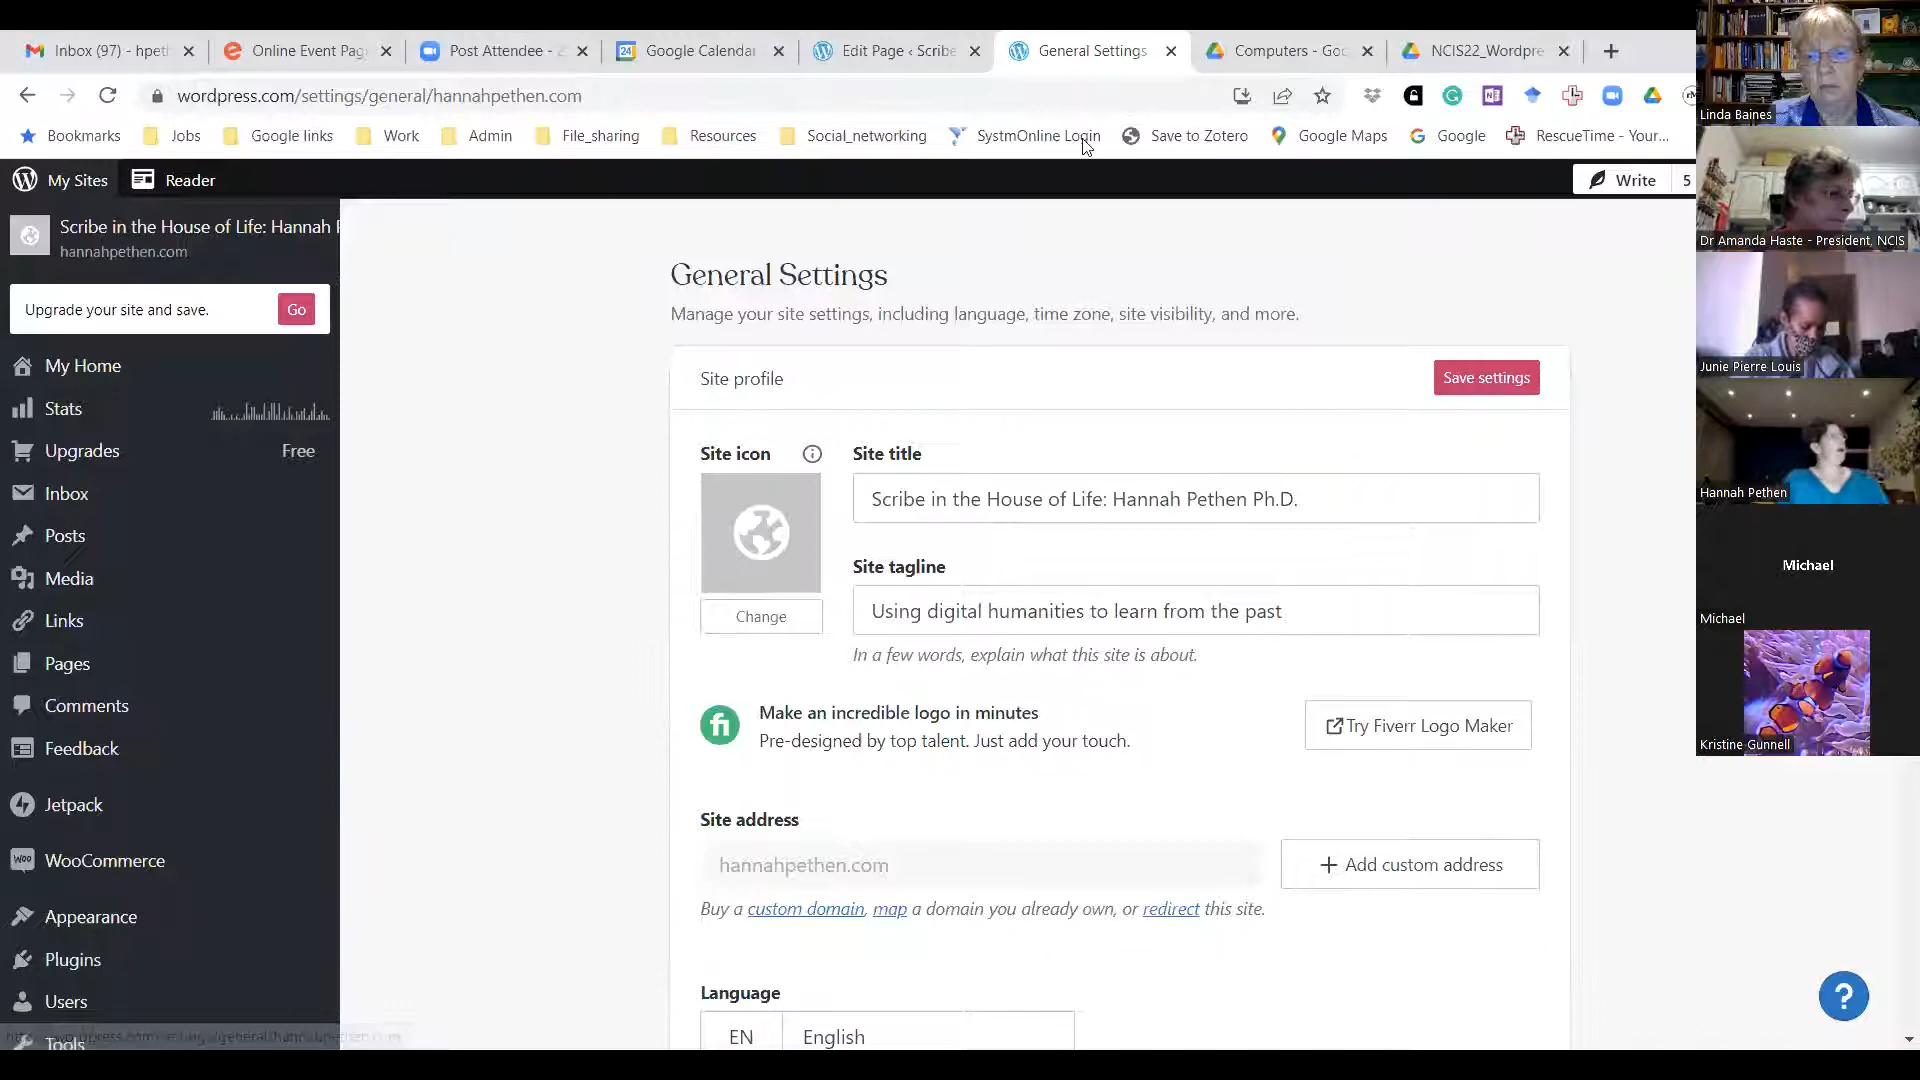 Inbox (97) - hpeth
Online Event Pag
Post Attendee - Z
24
Google Calendar
Edit Page ‹ Scribe
General Settings
Computers - Goo
NCIS22_Wordpre
wordpress.com/settings/general/hannahpethen.com
Bookmarks
Jobs
Google links
Work
Admin
File_sharing
Resources
Social_networking
SystmOnline Login
Save to Zotero
Google Maps
Google
RescueTime - Your...
My Sites
Reader
Write
5
Scribe in the House of Life: Hannah P
hannahpethen.com
Upgrade your site and save.
Go
My Home
Stats
Upgrades
Free
Inbox
Posts
Media
Links
Pages
Comments
Feedback
Jetpack
WOO
WooCommerce
Appearance
Plugins
Users
Tools
General Settings
Manage your site settings, including language, time zone, site visibility, and more.
Site profile
Save settings
Site icon
Site title
Scribe in the House of Life: Hannah Pethen Ph.D.
Change
Site tagline
Using digital humanities to learn from the past
In a few words, explain what this site is about.
fi
Make an incredible logo in minutes
Pre-designed by top talent. Just add your touch.
Try Fiverr Logo Maker
Site address
hannahpethen.com
+ Add custom address
Buy a custom domain, map a domain you already own, or redirect this site.
Language
EN
English
?
Linda Baines
Dr Amanda Haste - President, NCIS
Junie Pierre Louis
Hannah Pethen
Michael
Michael
Kristine Gunnell